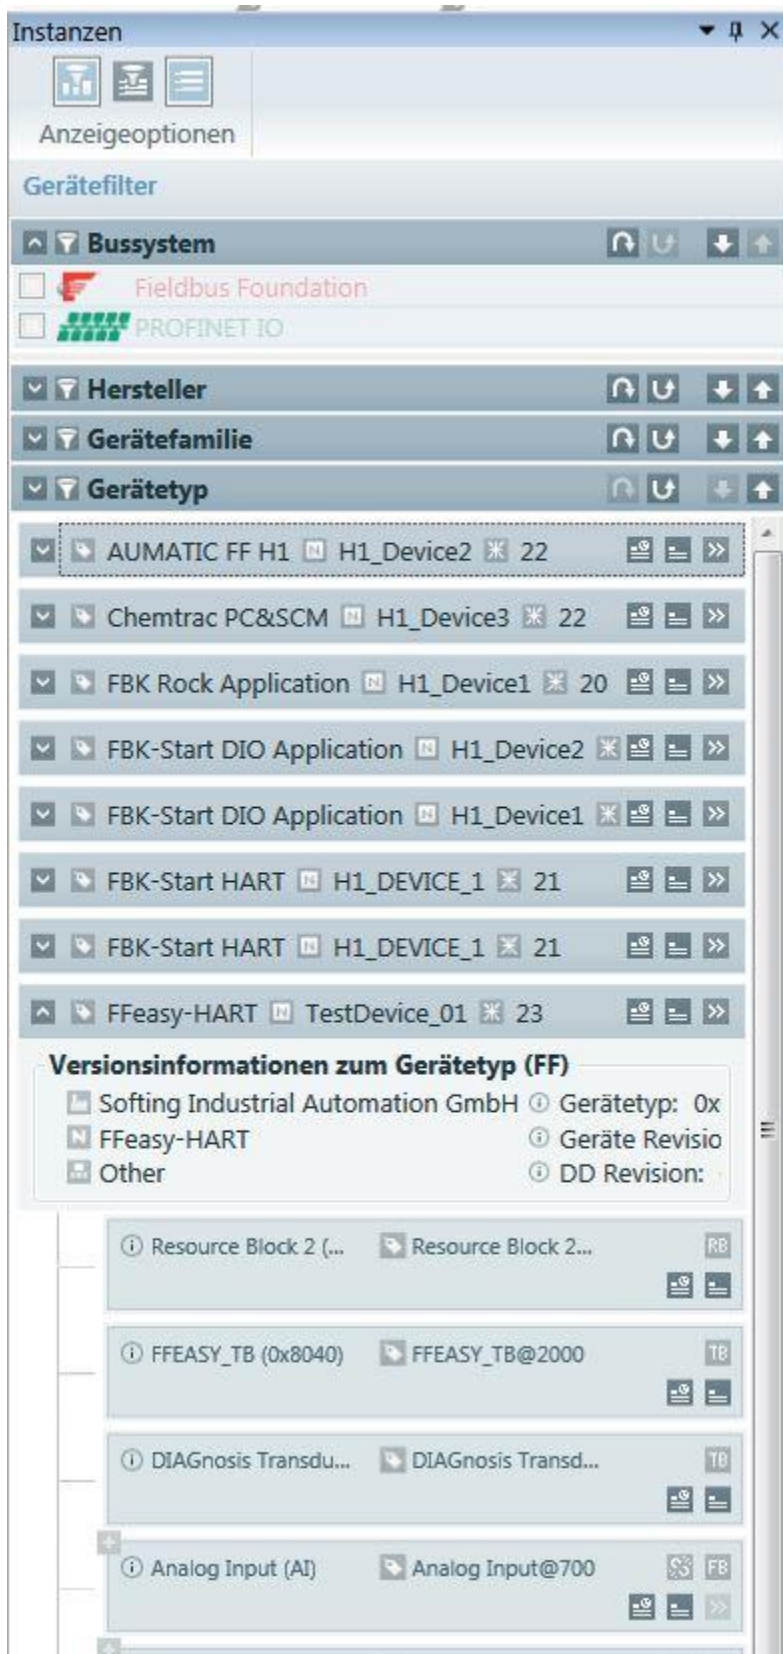 Instanzen
Anzeigeoptionen
Gerätefilter
Bussystem
Fieldbus Foundation
PROFINET IO
Hersteller
Gerätefamilie
Gerätetyp
AUMATIC FF H1 N H1_Device2 22
Chemtrac PC&SCM N H1_Device3 22
FBK Rock Application N H1_Device1 20
FBK-Start DIO Application N H1_Device2
FBK-Start DIO Application N H1_Device1
FBK-Start HART N H1_DEVICE_1 21
FBK-Start HART N H1_DEVICE_1 21
FFeasy-HART N TestDevice_01 23
Versionsinformationen zum Gerätetyp (FF)
Softing Industrial Automation GmbH Gerätetyp: 0x
N FFeasy-HART Geräte Revisio
Other DD Revision:
Resource Block 2 (... Resource Block 2... RB
FFEASY_TB (0x8040) FFEASY_TB@2000 TB
DIAGnosis Transdu... DIAGnosis Transd... TB
Analog Input (AI) Analog Input@700 FB